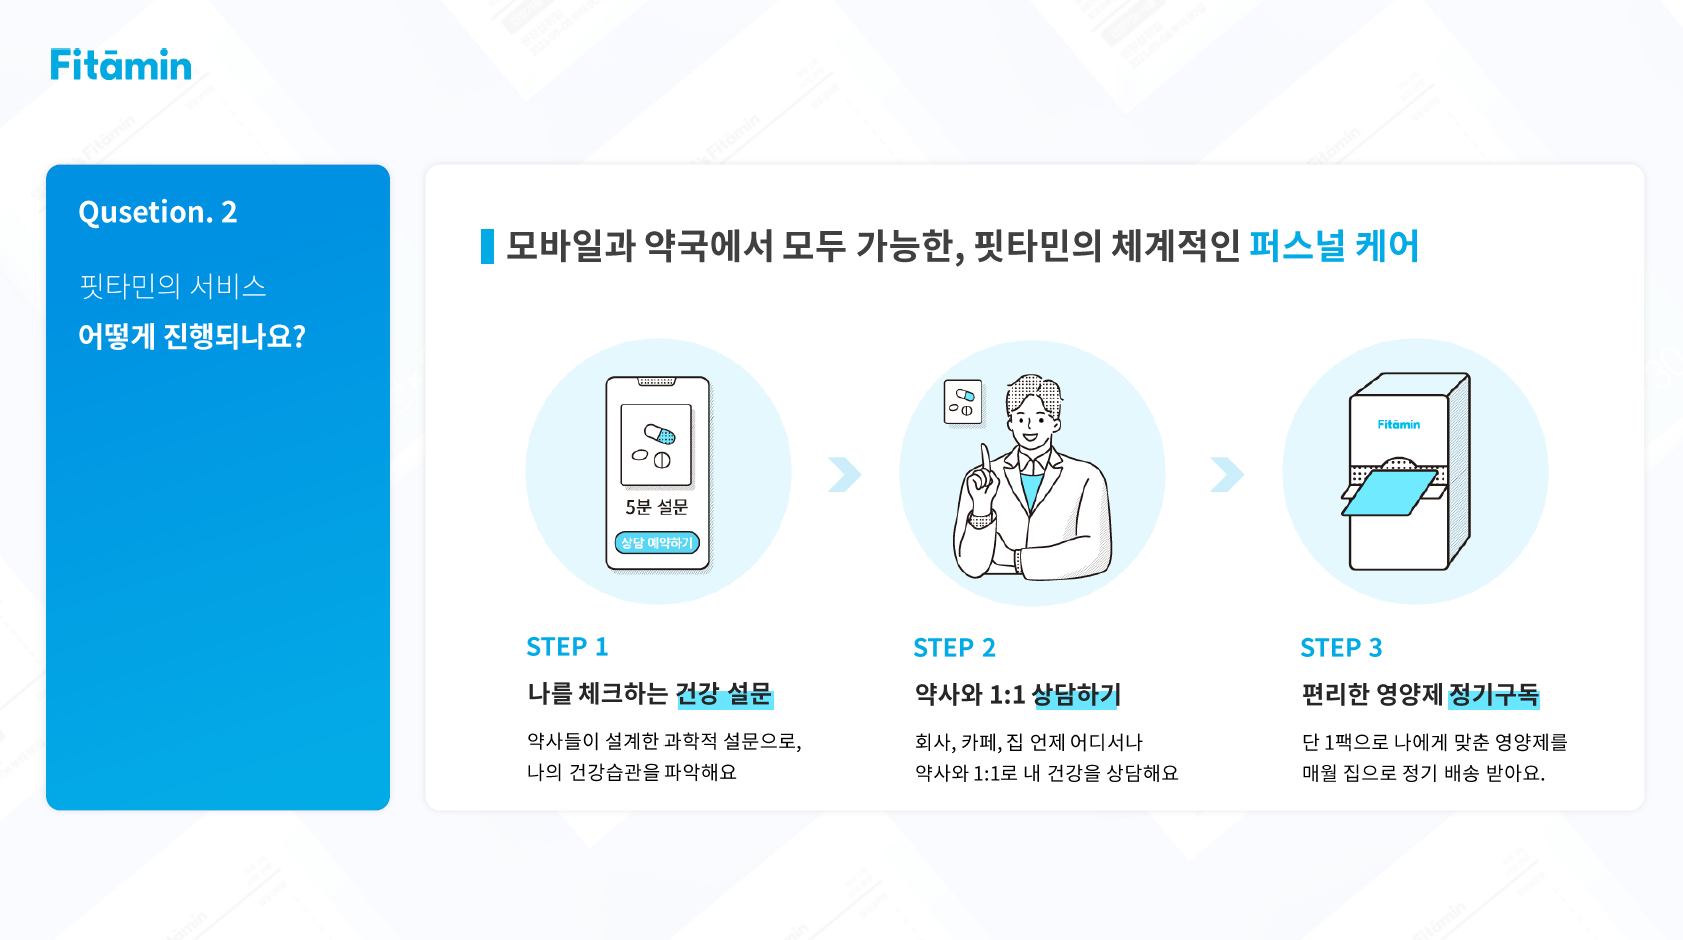 Fitāmin
Qusetion. 2
핏타민의 서비스
어떻게 진행되나요?
모바일과 약국에서 모두 가능한, 핏타민의 체계적인 퍼스널 케어
5분 설문
상담 예약하기
Fitāmin
STEP 1
나를 체크하는 건강 설문
약사들이 설계한 과학적 설문으로,
나의 건강습관을 파악해요
STEP 2
약사와 1:1 상담하기
회사, 카페, 집 언제 어디서나
약사와 1:1로 내 건강을 상담해요
STEP 3
편리한 영양제 정기구독
단 1팩으로 나에게 맞춘 영양제를
매월 집으로 정기 배송 받아요.